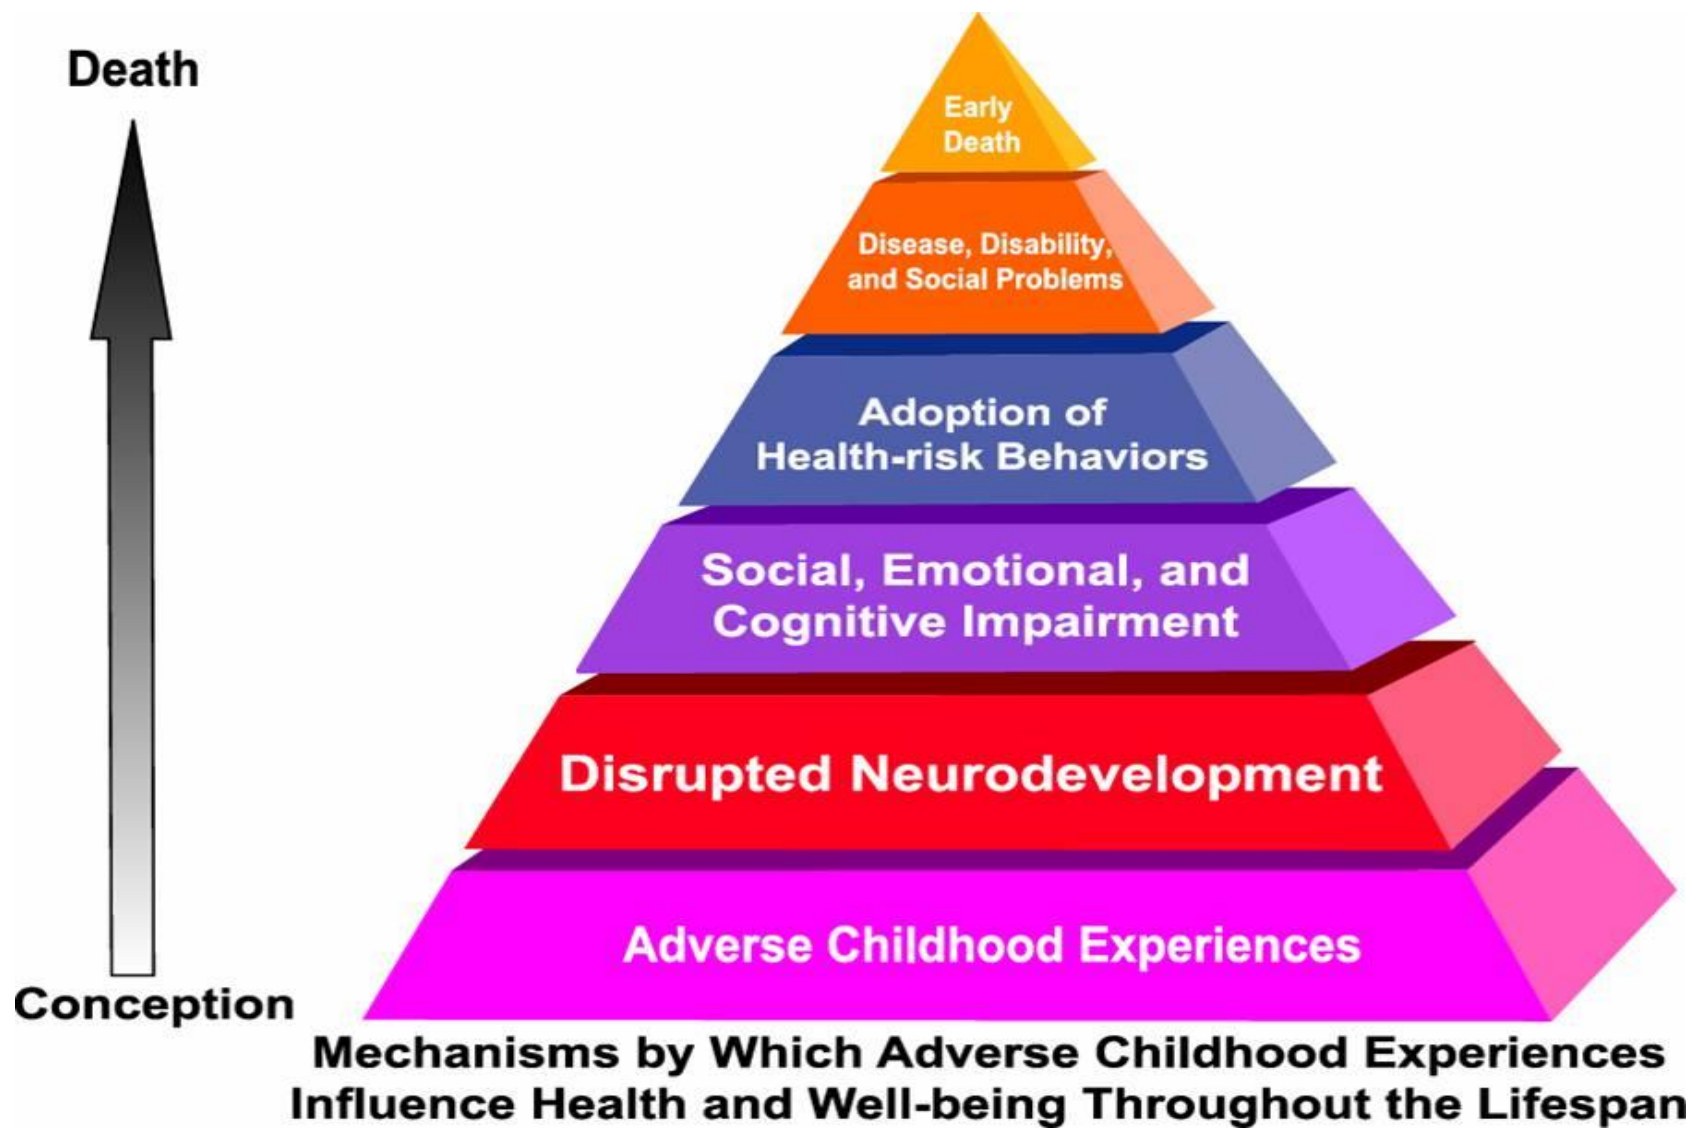 Death
Early
Death
Disease, Disability,
and Social Problems
Adoption of
Health-risk Behaviors
Social, Emotional, and
Cognitive Impairment
Disrupted Neurodevelopment
Adverse Childhood Experiences
Conception
Mechanisms by Which Adverse Childhood Experiences
Influence Health and Well-being Throughout the Lifespan